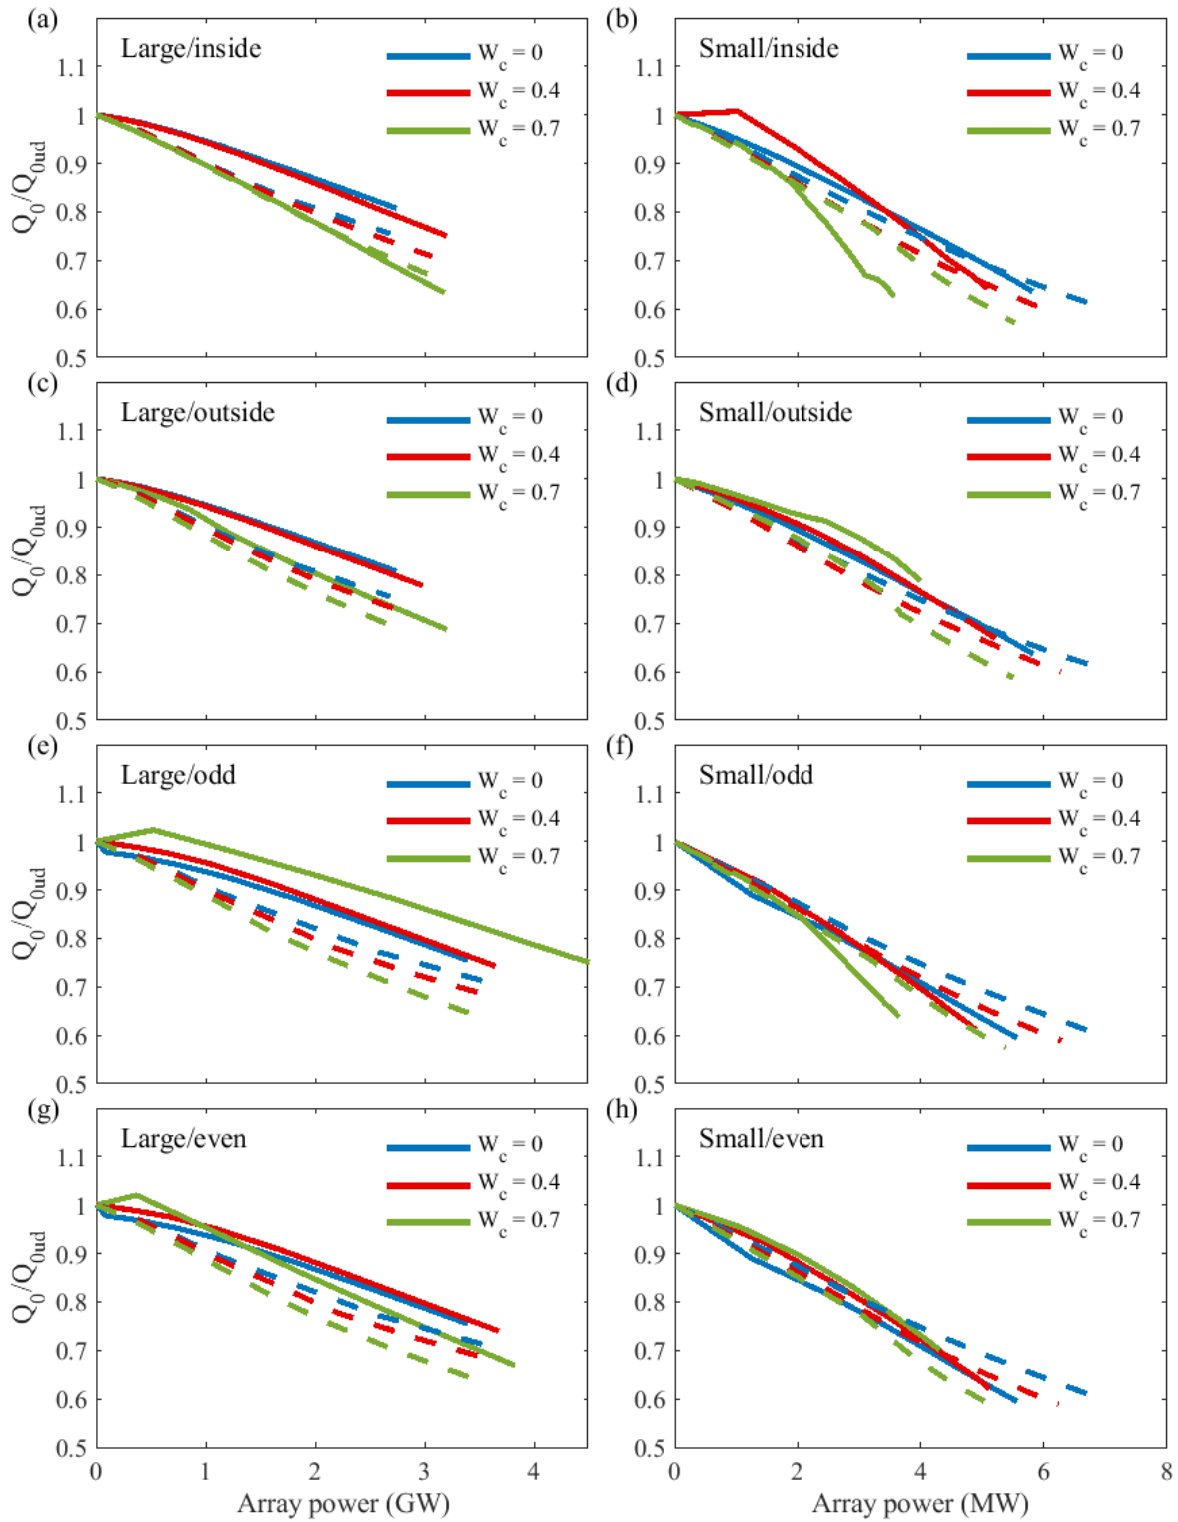 (a)
Large/inside
W_c = 0
W_c = 0.4
W_c = 0.7
1.1
1
0.9
0.8
0.7
0.6
0.5
Q_0/Q_0ud
(b)
Small/inside
W_c = 0
W_c = 0.4
W_c = 0.7
1.1
1
0.9
0.8
0.7
0.6
0.5
(c)
Large/outside
W_c = 0
W_c = 0.4
W_c = 0.7
1.1
1
0.9
0.8
0.7
0.6
0.5
Q_0/Q_0ud
(d)
Small/outside
W_c = 0
W_c = 0.4
W_c = 0.7
1.1
1
0.9
0.8
0.7
0.6
0.5
(e)
Large/odd
W_c = 0
W_c = 0.4
W_c = 0.7
1.1
1
0.9
0.8
0.7
0.6
0.5
Q_0/Q_0ud
(f)
Small/odd
W_c = 0
W_c = 0.4
W_c = 0.7
1.1
1
0.9
0.8
0.7
0.6
0.5
(g)
Large/even
W_c = 0
W_c = 0.4
W_c = 0.7
1.1
1
0.9
0.8
0.7
0.6
0.5
Q_0/Q_0ud
0 1 2 3 4
Array power (GW)
(h)
Small/even
W_c = 0
W_c = 0.4
W_c = 0.7
1.1
1
0.9
0.8
0.7
0.6
0.5
0 2 4 6 8
Array power (MW)